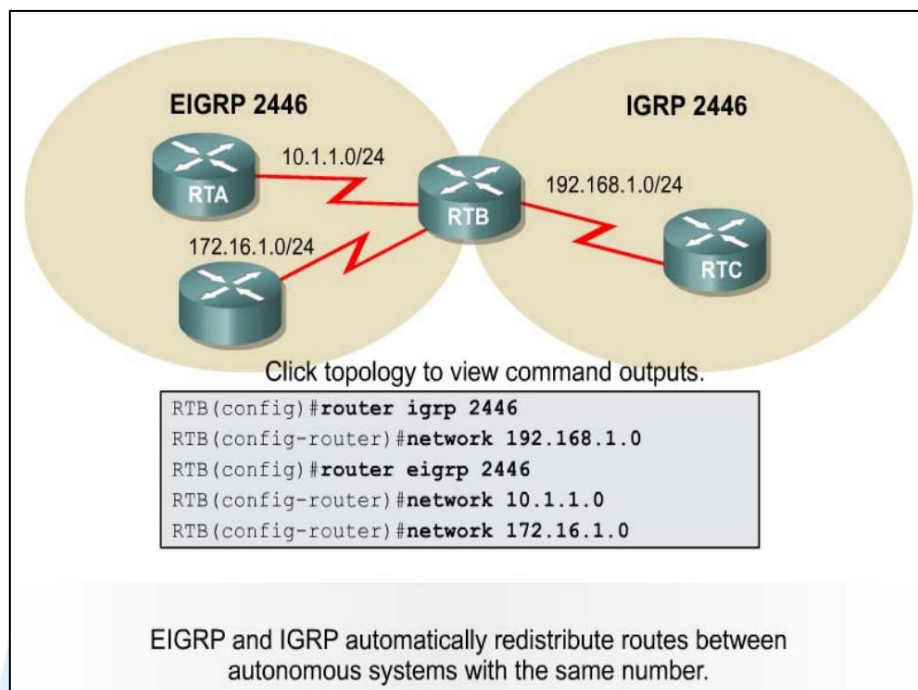 EIGRP 2446
IGRP 2446
10.1.1.0/24
RTA
192.168.1.0/24
RTB
172.16.1.0/24
RTC
Click topology to view command outputs.
RTB(config)#router igrp 2446
RTB(config-router)#network 192.168.1.0
RTB(config)#router eigrp 2446
RTB(config-router)#network 10.1.1.0
RTB(config-router)#network 172.16.1.0
EIGRP and IGRP automatically redistribute routes between
autonomous systems with the same number.